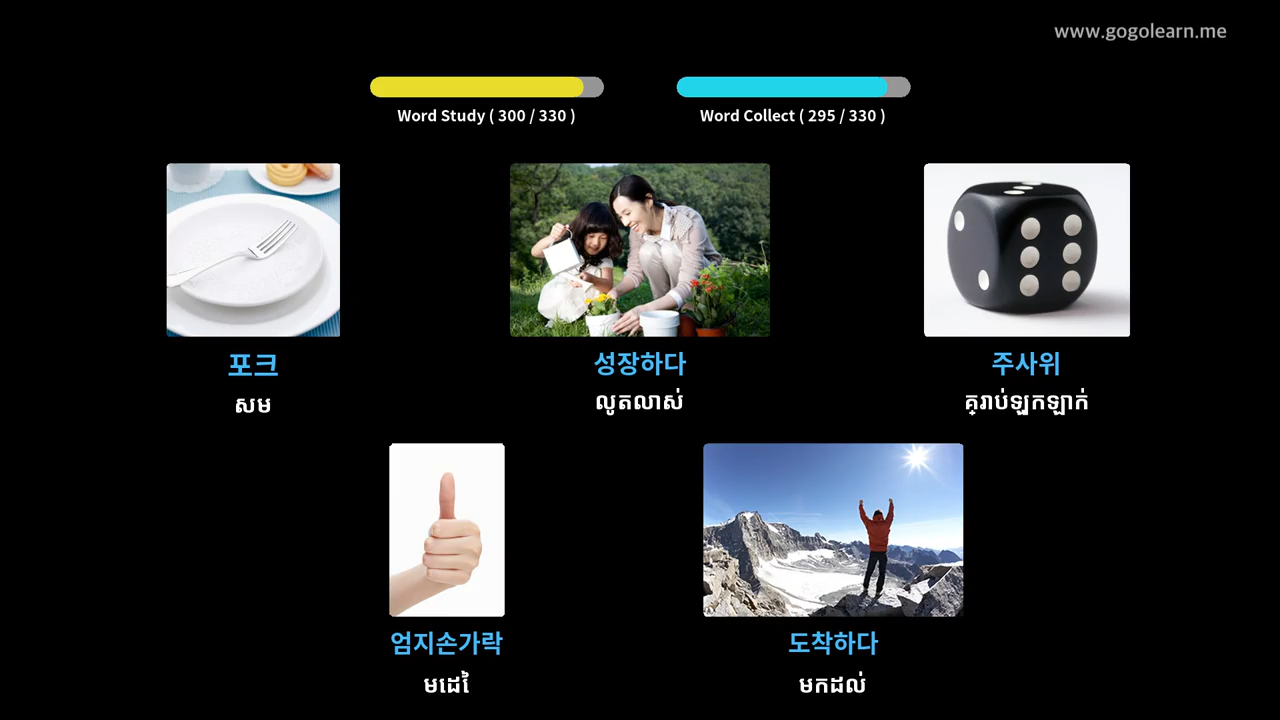 www.gogolearn.me
Word Study ( 300 / 330 )
Word Collect ( 295 / 330 )
포크
សម
성장하다
លូតលាស់
주사위
គ្រាប់ឡុកឡាក់
엄지손가락
មដេរៃ
도착하다
មកដល់